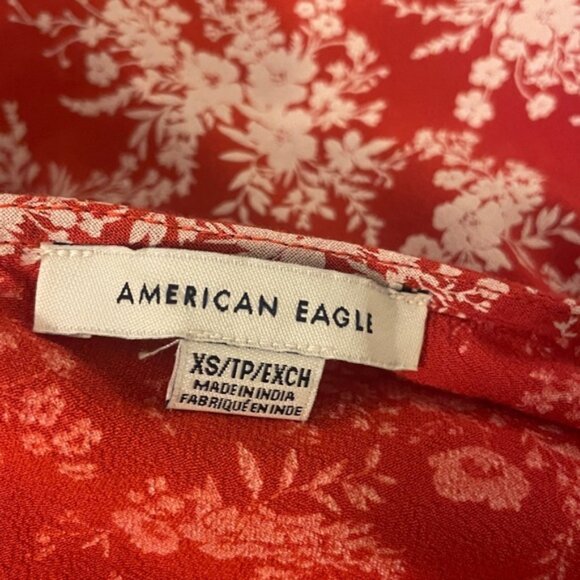 AMERICAN EAGLE
XS/TP/EXCH
MADE IN INDIA
FABRIQUÉ EN INDE